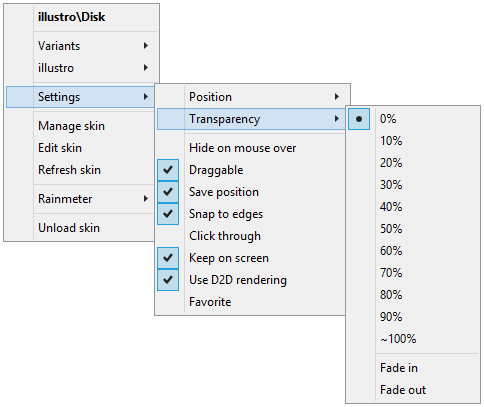 illustro\Disk
Variants
illustro
Settings
Manage skin
Edit skin
Refresh skin
Rainmeter
Unload skin
Position
Transparency
Hide on mouse over
Draggable
Save position
Snap to edges
Click through
Keep on screen
Use D2D rendering
Favorite
0%
10%
20%
30%
40%
50%
60%
70%
80%
90%
~100%
Fade in
Fade out